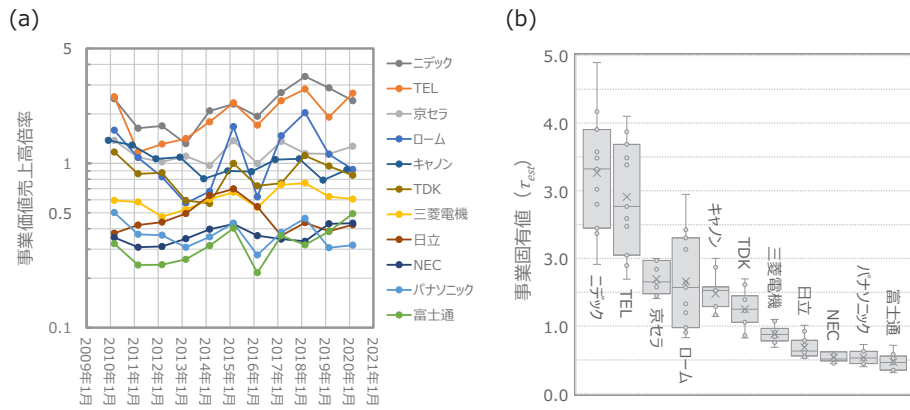 (a)
事業価値売上高倍率
5
1
0.5
0.1
2009年1月
2010年1月
2011年1月
2012年1月
2013年1月
2014年1月
2015年1月
2016年1月
2017年1月
2018年1月
2019年1月
2020年1月
2021年1月
ニデック
TEL
京セラ
ローム
キャノン
TDK
三菱電機
日立
NEC
パナソニック
富士通
(b)
事業固有値（τest）
5.0
4.0
3.0
3.0
1.0
0.0
ニデック
TEL
京セラ
ローム
キャノン
TDK
三菱電機
日立
NEC
パナソニック
富士通